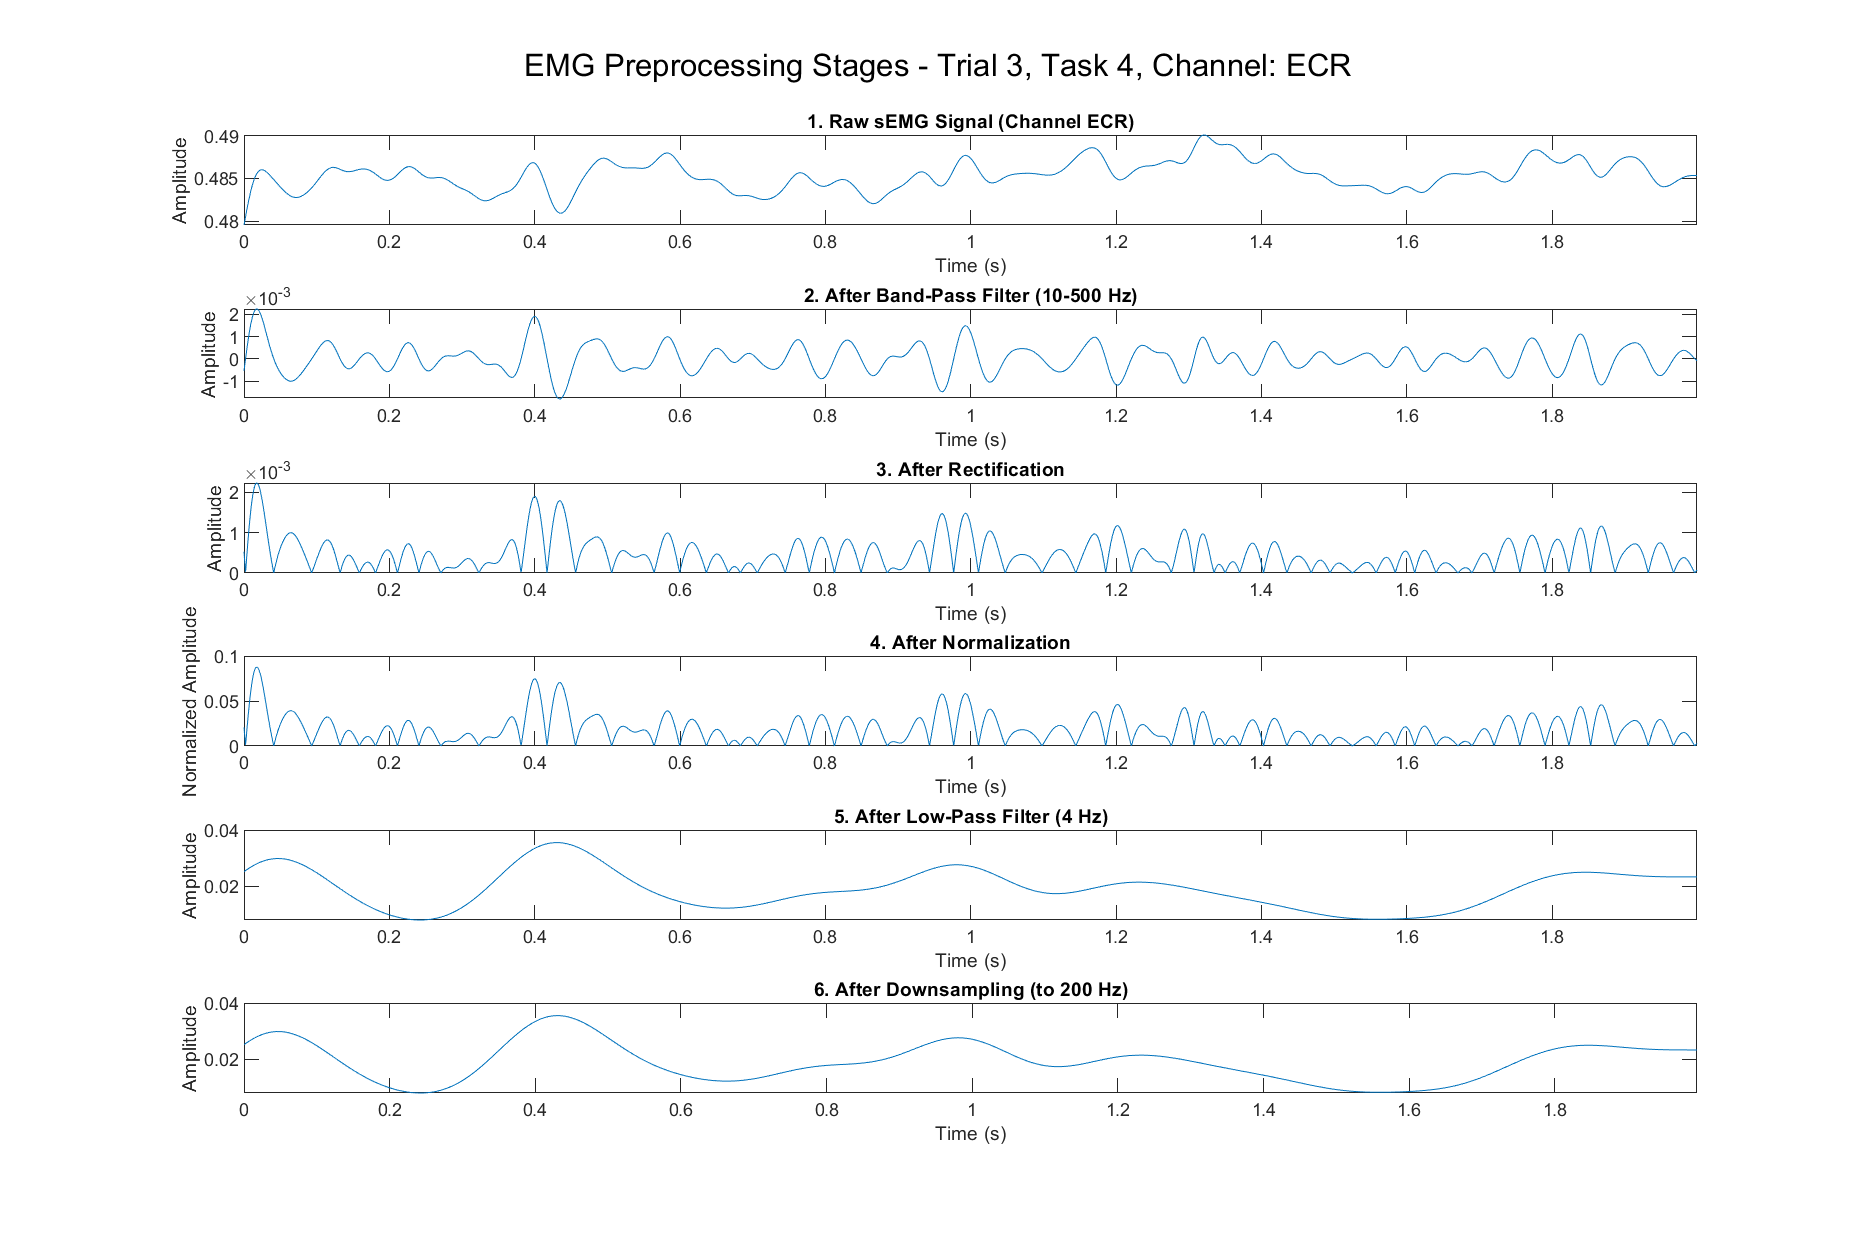 EMG Preprocessing Stages - Trial 3, Task 4, Channel: ECR
1. Raw sEMG Signal (Channel ECR)
Amplitude
0.49
0.485
0.48
0 0.2 0.4 0.6 0.8 1 1.2 1.4 1.6 1.8
Time (s)
2. After Band-Pass Filter (10-500 Hz)
×10-3
Amplitude
2
1
0
-1
0 0.2 0.4 0.6 0.8 1 1.2 1.4 1.6 1.8
Time (s)
3. After Rectification
×10-3
Amplitude
2
1
0
0 0.2 0.4 0.6 0.8 1 1.2 1.4 1.6 1.8
Time (s)
4. After Normalization
Normalized Amplitude
0.1
0.05
0
0 0.2 0.4 0.6 0.8 1 1.2 1.4 1.6 1.8
Time (s)
5. After Low-Pass Filter (4 Hz)
Amplitude
0.04
0.02
0 0.2 0.4 0.6 0.8 1 1.2 1.4 1.6 1.8
Time (s)
6. After Downsampling (to 200 Hz)
Amplitude
0.04
0.02
0 0.2 0.4 0.6 0.8 1 1.2 1.4 1.6 1.8
Time (s)